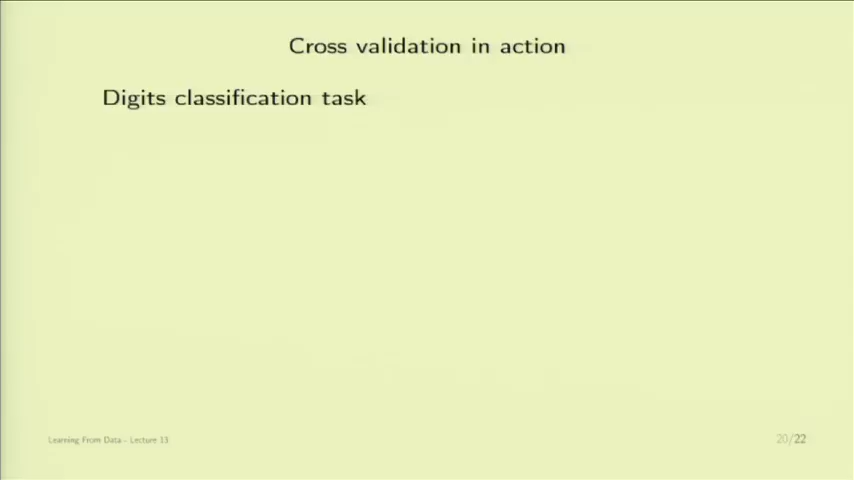 Cross validation in action
Digits classification task
Learning From Data - Lecture 13
20/22